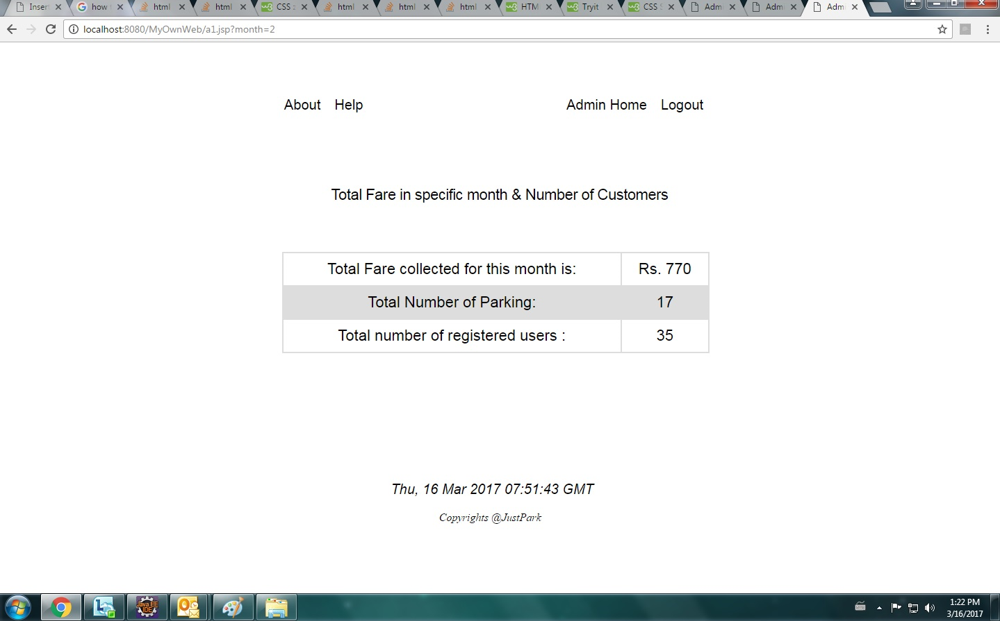 Insert how html html CSS html html html HTM Tryit CSS Adm Adm Adm
localhost:8080/MyOwnWeb/a1.jsp?month=2
About Help Admin Home Logout
Total Fare in specific month & Number of Customers
Total Fare collected for this month is: Rs. 770
Total Number of Parking: 17
Total number of registered users : 35
Thu, 16 Mar 2017 07:51:43 GMT
Copyrights @JustPark
Java EE
IDE
1:22 PM
3/16/2017